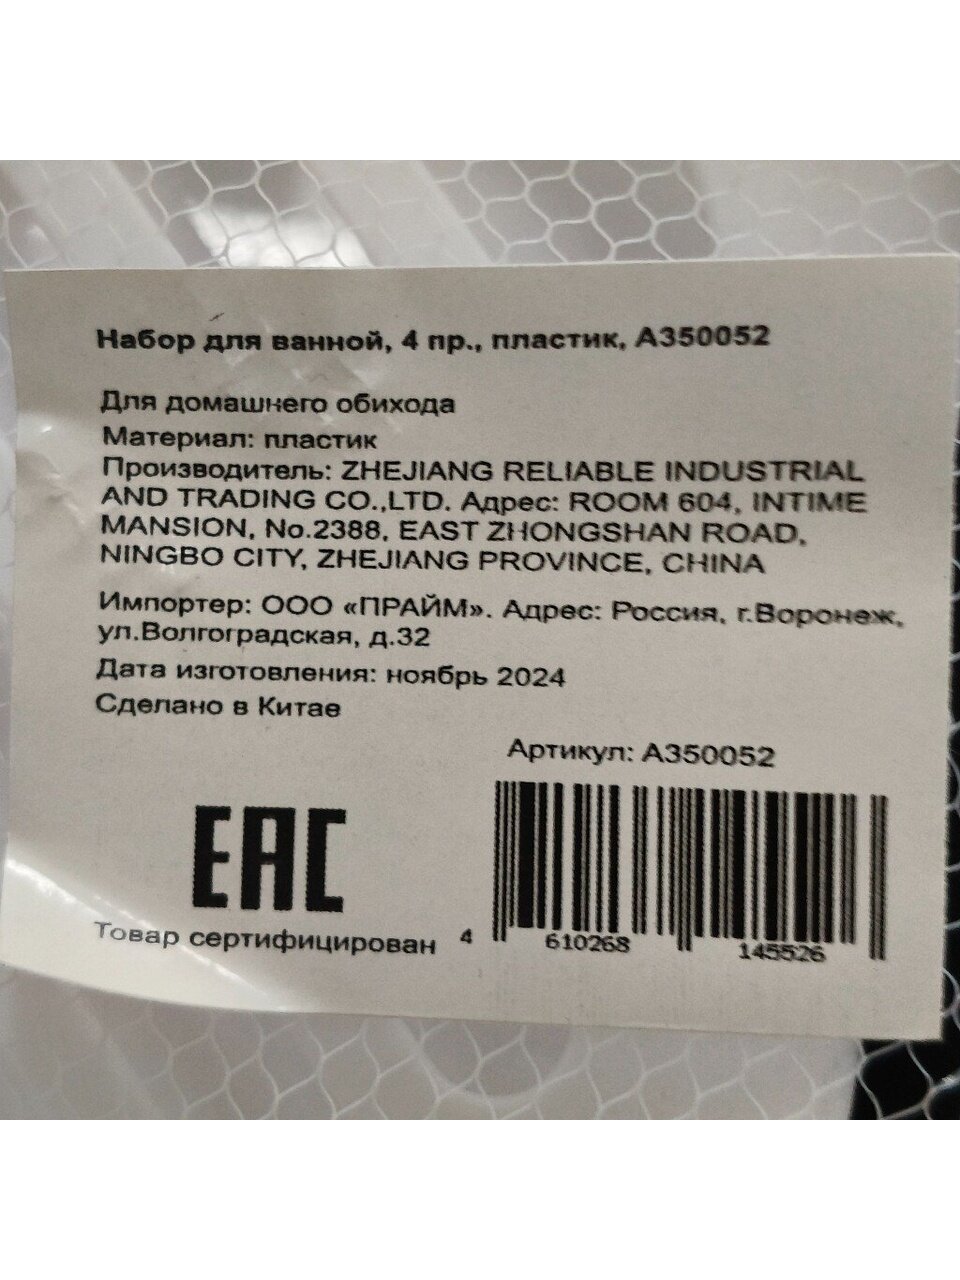 Набор для ванной, 4 пр., пластик, А350052
Для домашнего обихода
Материал: пластик
Производитель: ZHEJIANG RELIABLE INDUSTRIAL
AND TRADING CO.,LTD. Адрес: ROOM 604, INTIME
MANSION, No.2388, EAST ZHONGSHAN ROAD,
NINGBO CITY, ZHEJIANG PROVINCE, CHINA
Импортер: ООО «ПРАЙМ». Адрес: Россия, г.Воронеж,
ул.Волгоградская, д.32
Дата изготовления: ноябрь 2024
Сделано в Китае
Артикул: А350052
EAC
Товар сертифицирован
4 610268 145526